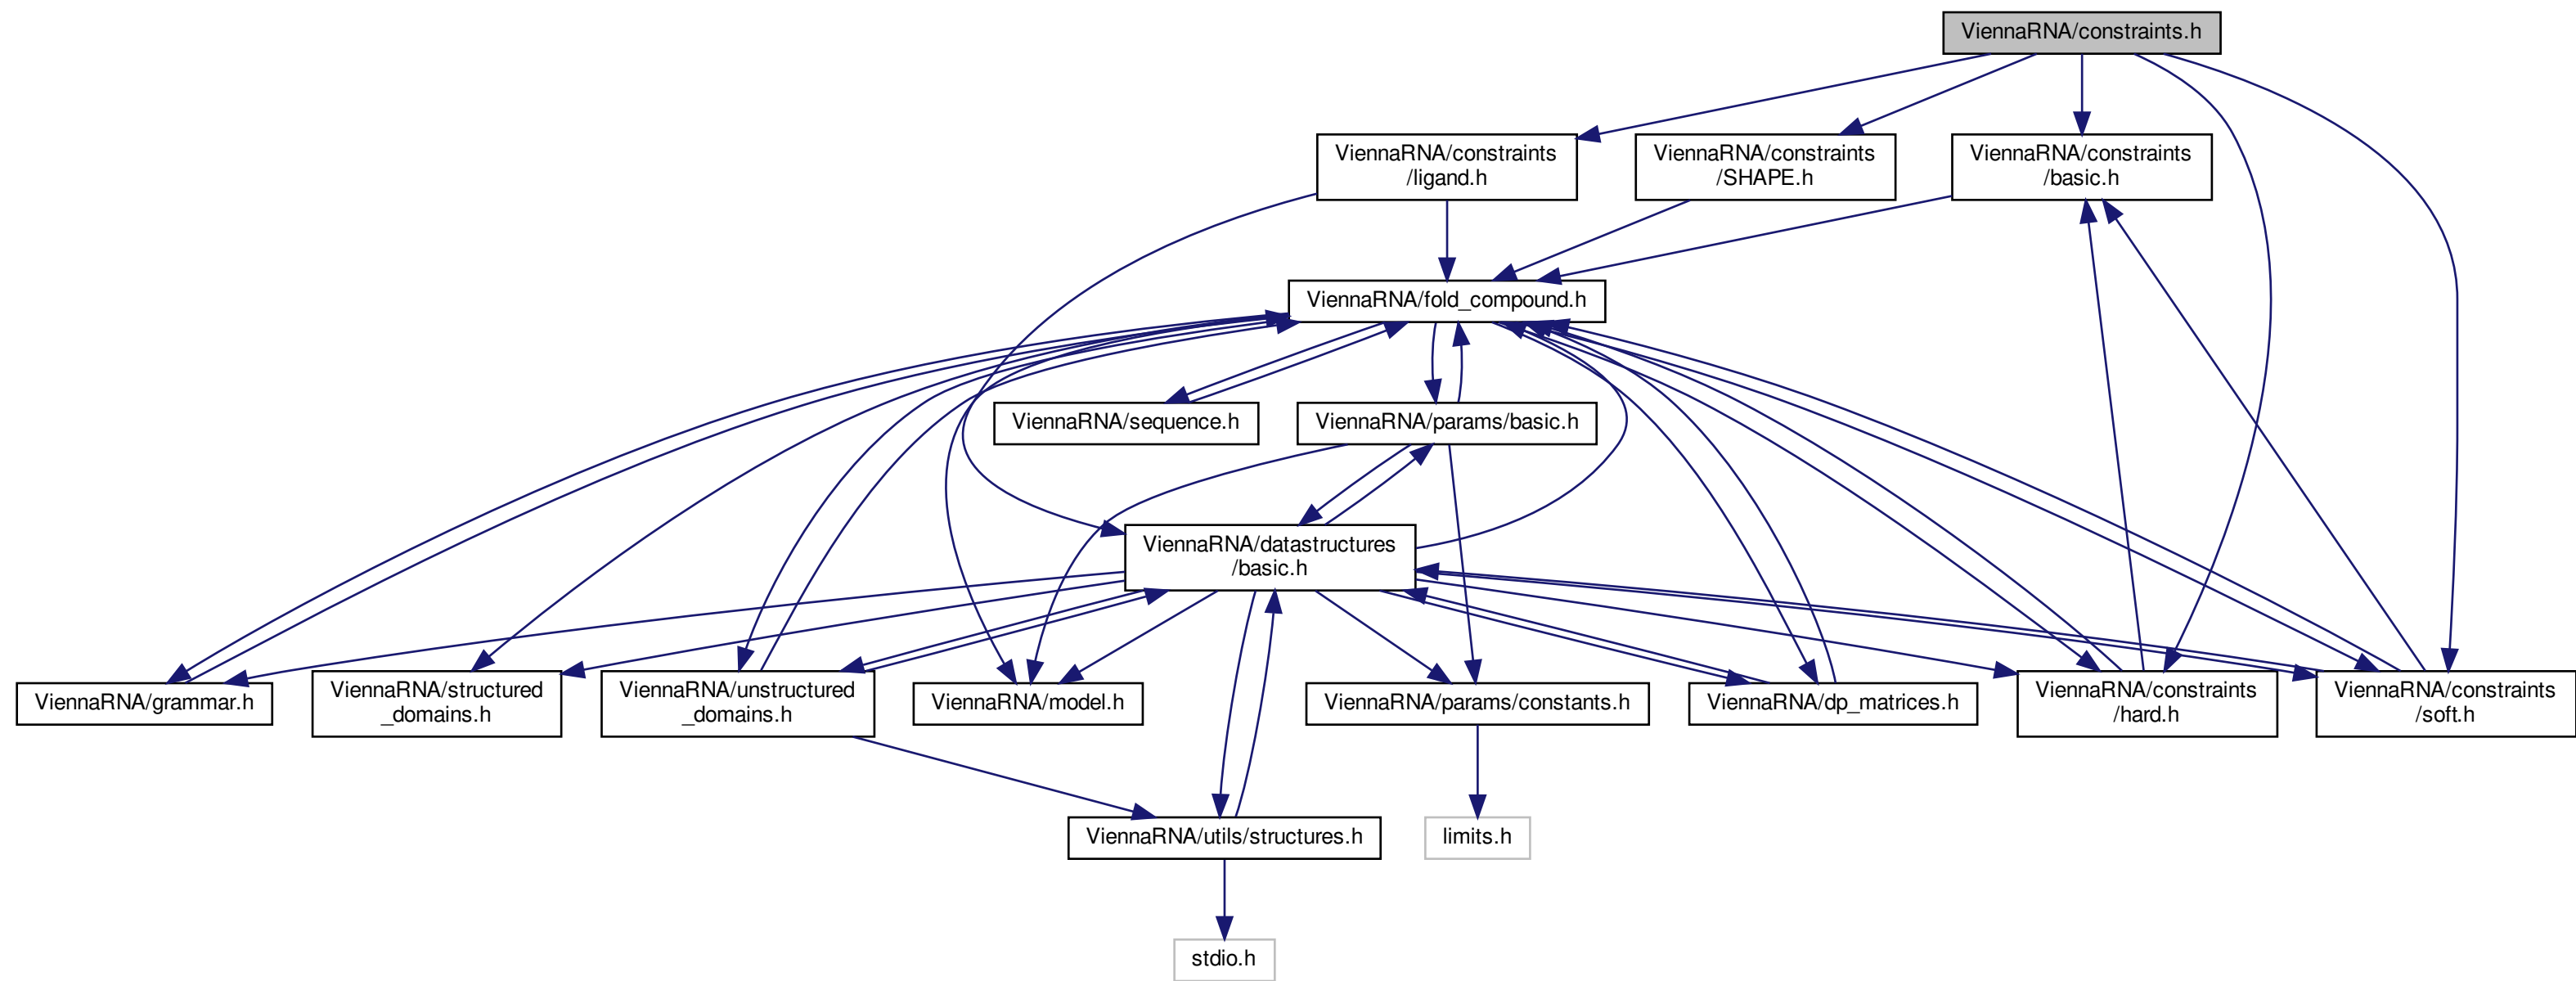 ViennaRNA/constraints.h
ViennaRNA/constraints
/ligand.h
ViennaRNA/constraints
/SHAPE.h
ViennaRNA/constraints
/basic.h
ViennaRNA/fold_compound.h
ViennaRNA/sequence.h
ViennaRNA/params/basic.h
ViennaRNA/datastructures
/basic.h
ViennaRNA/grammar.h
ViennaRNA/structured
_domains.h
ViennaRNA/unstructured
_domains.h
ViennaRNA/model.h
ViennaRNA/params/constants.h
ViennaRNA/dp_matrices.h
ViennaRNA/constraints
/hard.h
ViennaRNA/constraints
/soft.h
ViennaRNA/utils/structures.h
limits.h
stdio.h